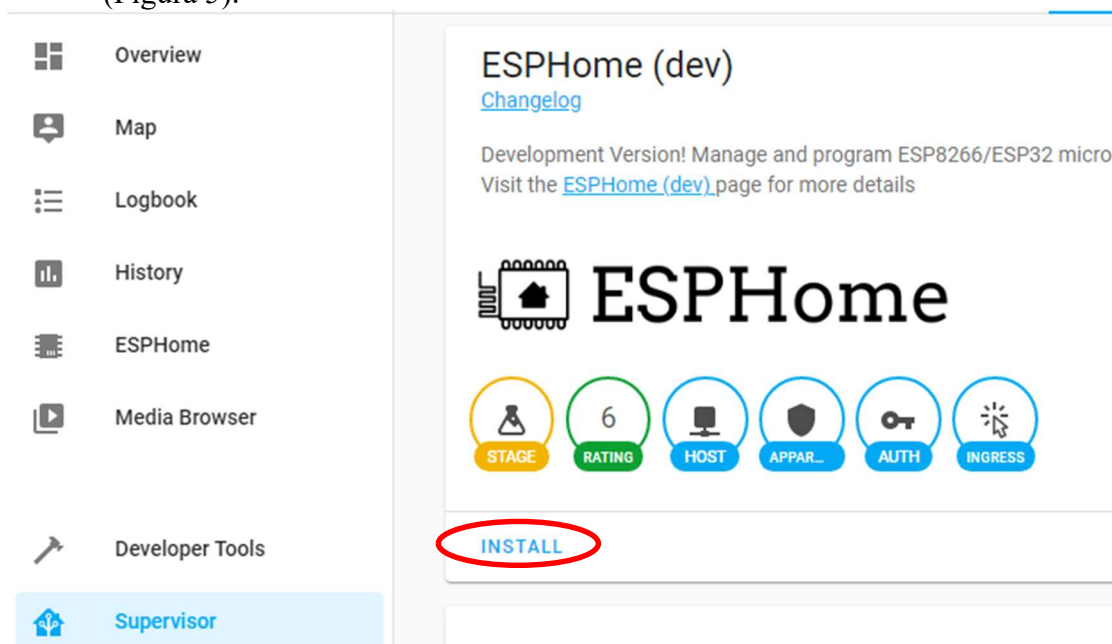 (Figura 5).
Overview
Map
Logbook
History
ESPHome
Media Browser
Developer Tools
Supervisor
ESPHome (dev)
Changelog
Development Version! Manage and program ESP8266/ESP32 micro
Visit the ESPHome (dev) page for more details
ESPHome
6
STAGE RATING HOST APPAR... AUTH INGRESS
INSTALL